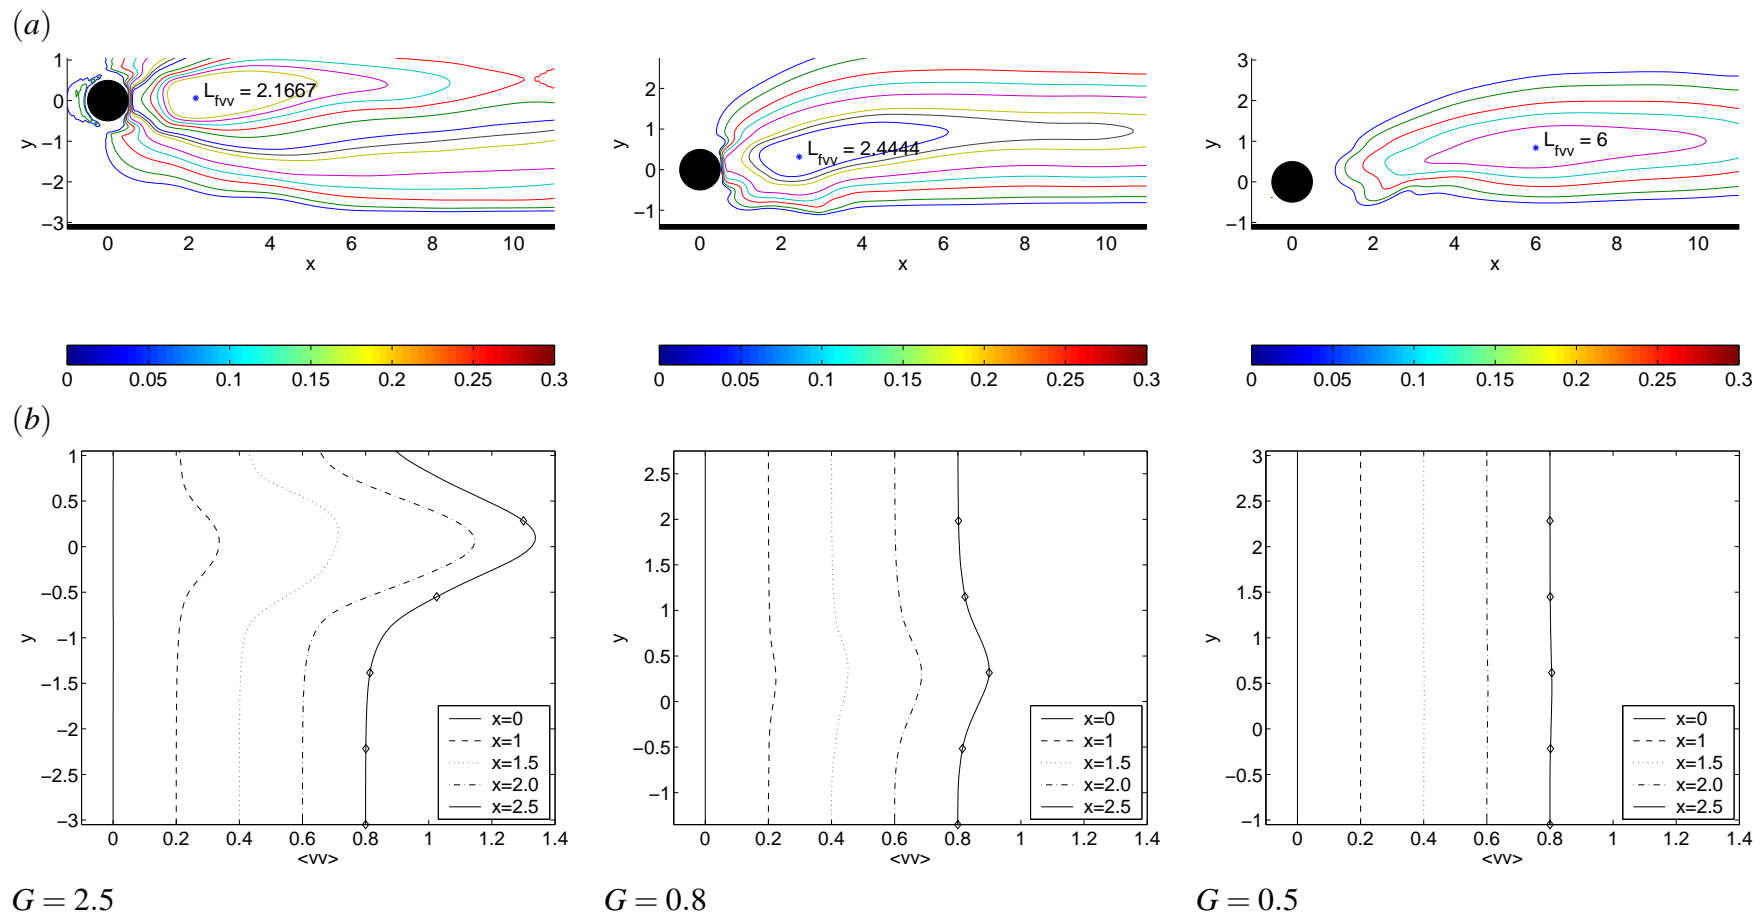 (a)
1
0
−1
−2
−3
y
L_fvv = 2.1667
0 2 4 6 8 10
x
2
1
0
−1
y
L_fvv = 2.4444
0 2 4 6 8 10
x
3
2
1
0
−1
y
L_fvv = 6
0 2 4 6 8 10
x
0 0.05 0.1 0.15 0.2 0.25 0.3
0 0.05 0.1 0.15 0.2 0.25 0.3
0 0.05 0.1 0.15 0.2 0.25 0.3
(b)
1
0.5
0
−0.5
−1
−1.5
−2
−2.5
−3
y
x=0
x=1
x=1.5
x=2.0
x=2.5
0 0.2 0.4 0.6 0.8 1 1.2 1.4
<vv>
2.5
2
1.5
1
0.5
0
−0.5
−1
y
x=0
x=1
x=1.5
x=2.0
x=2.5
0 0.2 0.4 0.6 0.8 1 1.2 1.4
<vv>
3
2.5
2
1.5
1
0.5
0
−0.5
−1
y
x=0
x=1
x=1.5
x=2.0
x=2.5
0 0.2 0.4 0.6 0.8 1 1.2 1.4
<vv>
G = 2.5
G = 0.8
G = 0.5